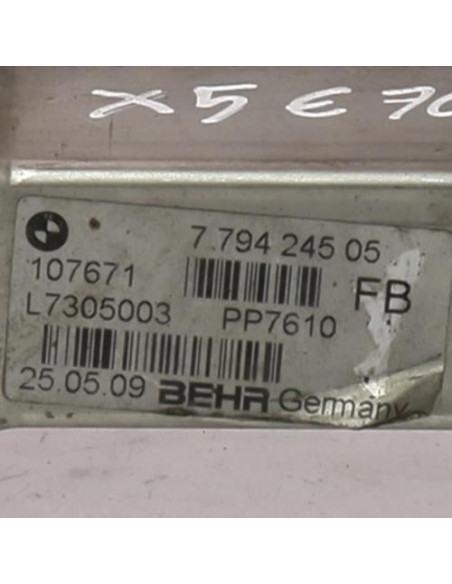 X5 E70
7 794 245 05
107671
FB
L7305003 PP7610
25.05.09 BEHR Germany